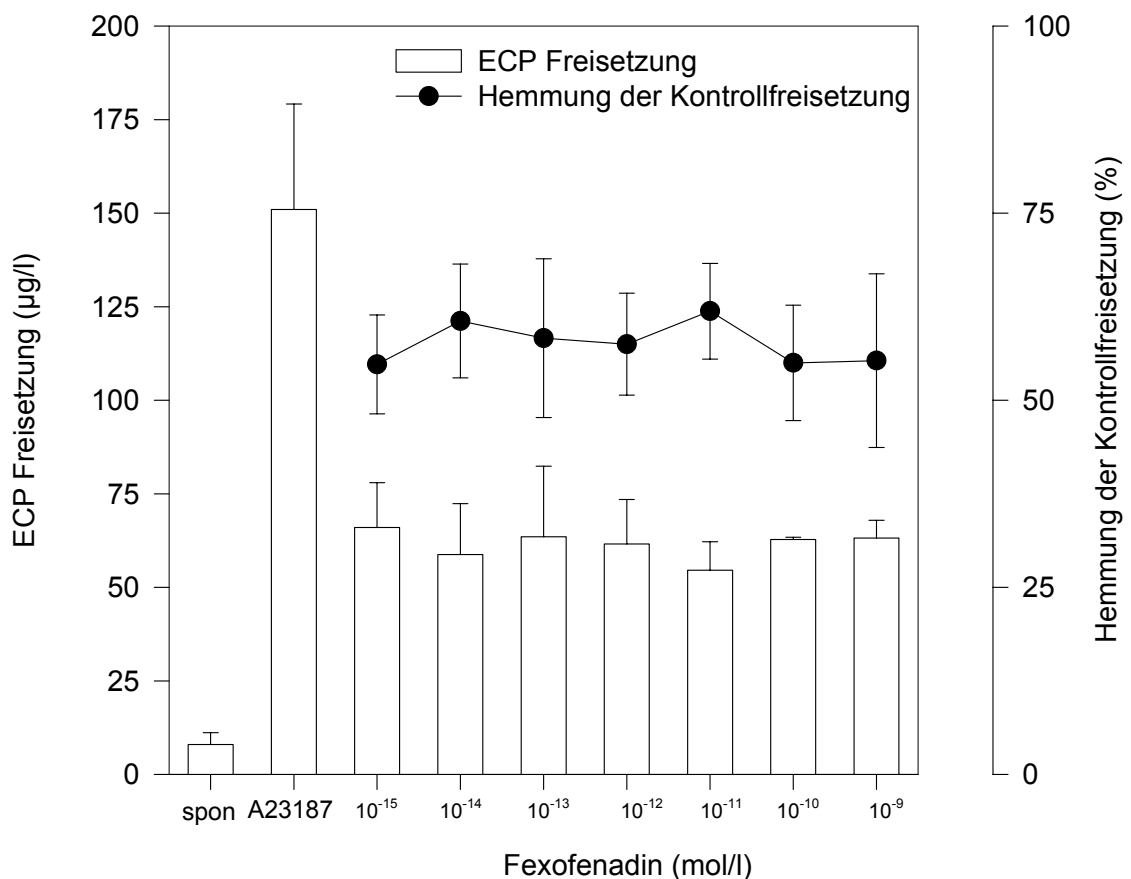 ECP Freisetzung
Hemmung der Kontrollfreisetzung
200
175
150
125
100
75
50
25
0
ECP Freisetzung (µg/l)
100
75
50
25
0
Hemmung der Kontrollfreisetzung (%)
spon A23187 10⁻¹⁵ 10⁻¹⁴ 10⁻¹³ 10⁻¹² 10⁻¹¹ 10⁻¹⁰ 10⁻⁹
Fexofenadin (mol/l)